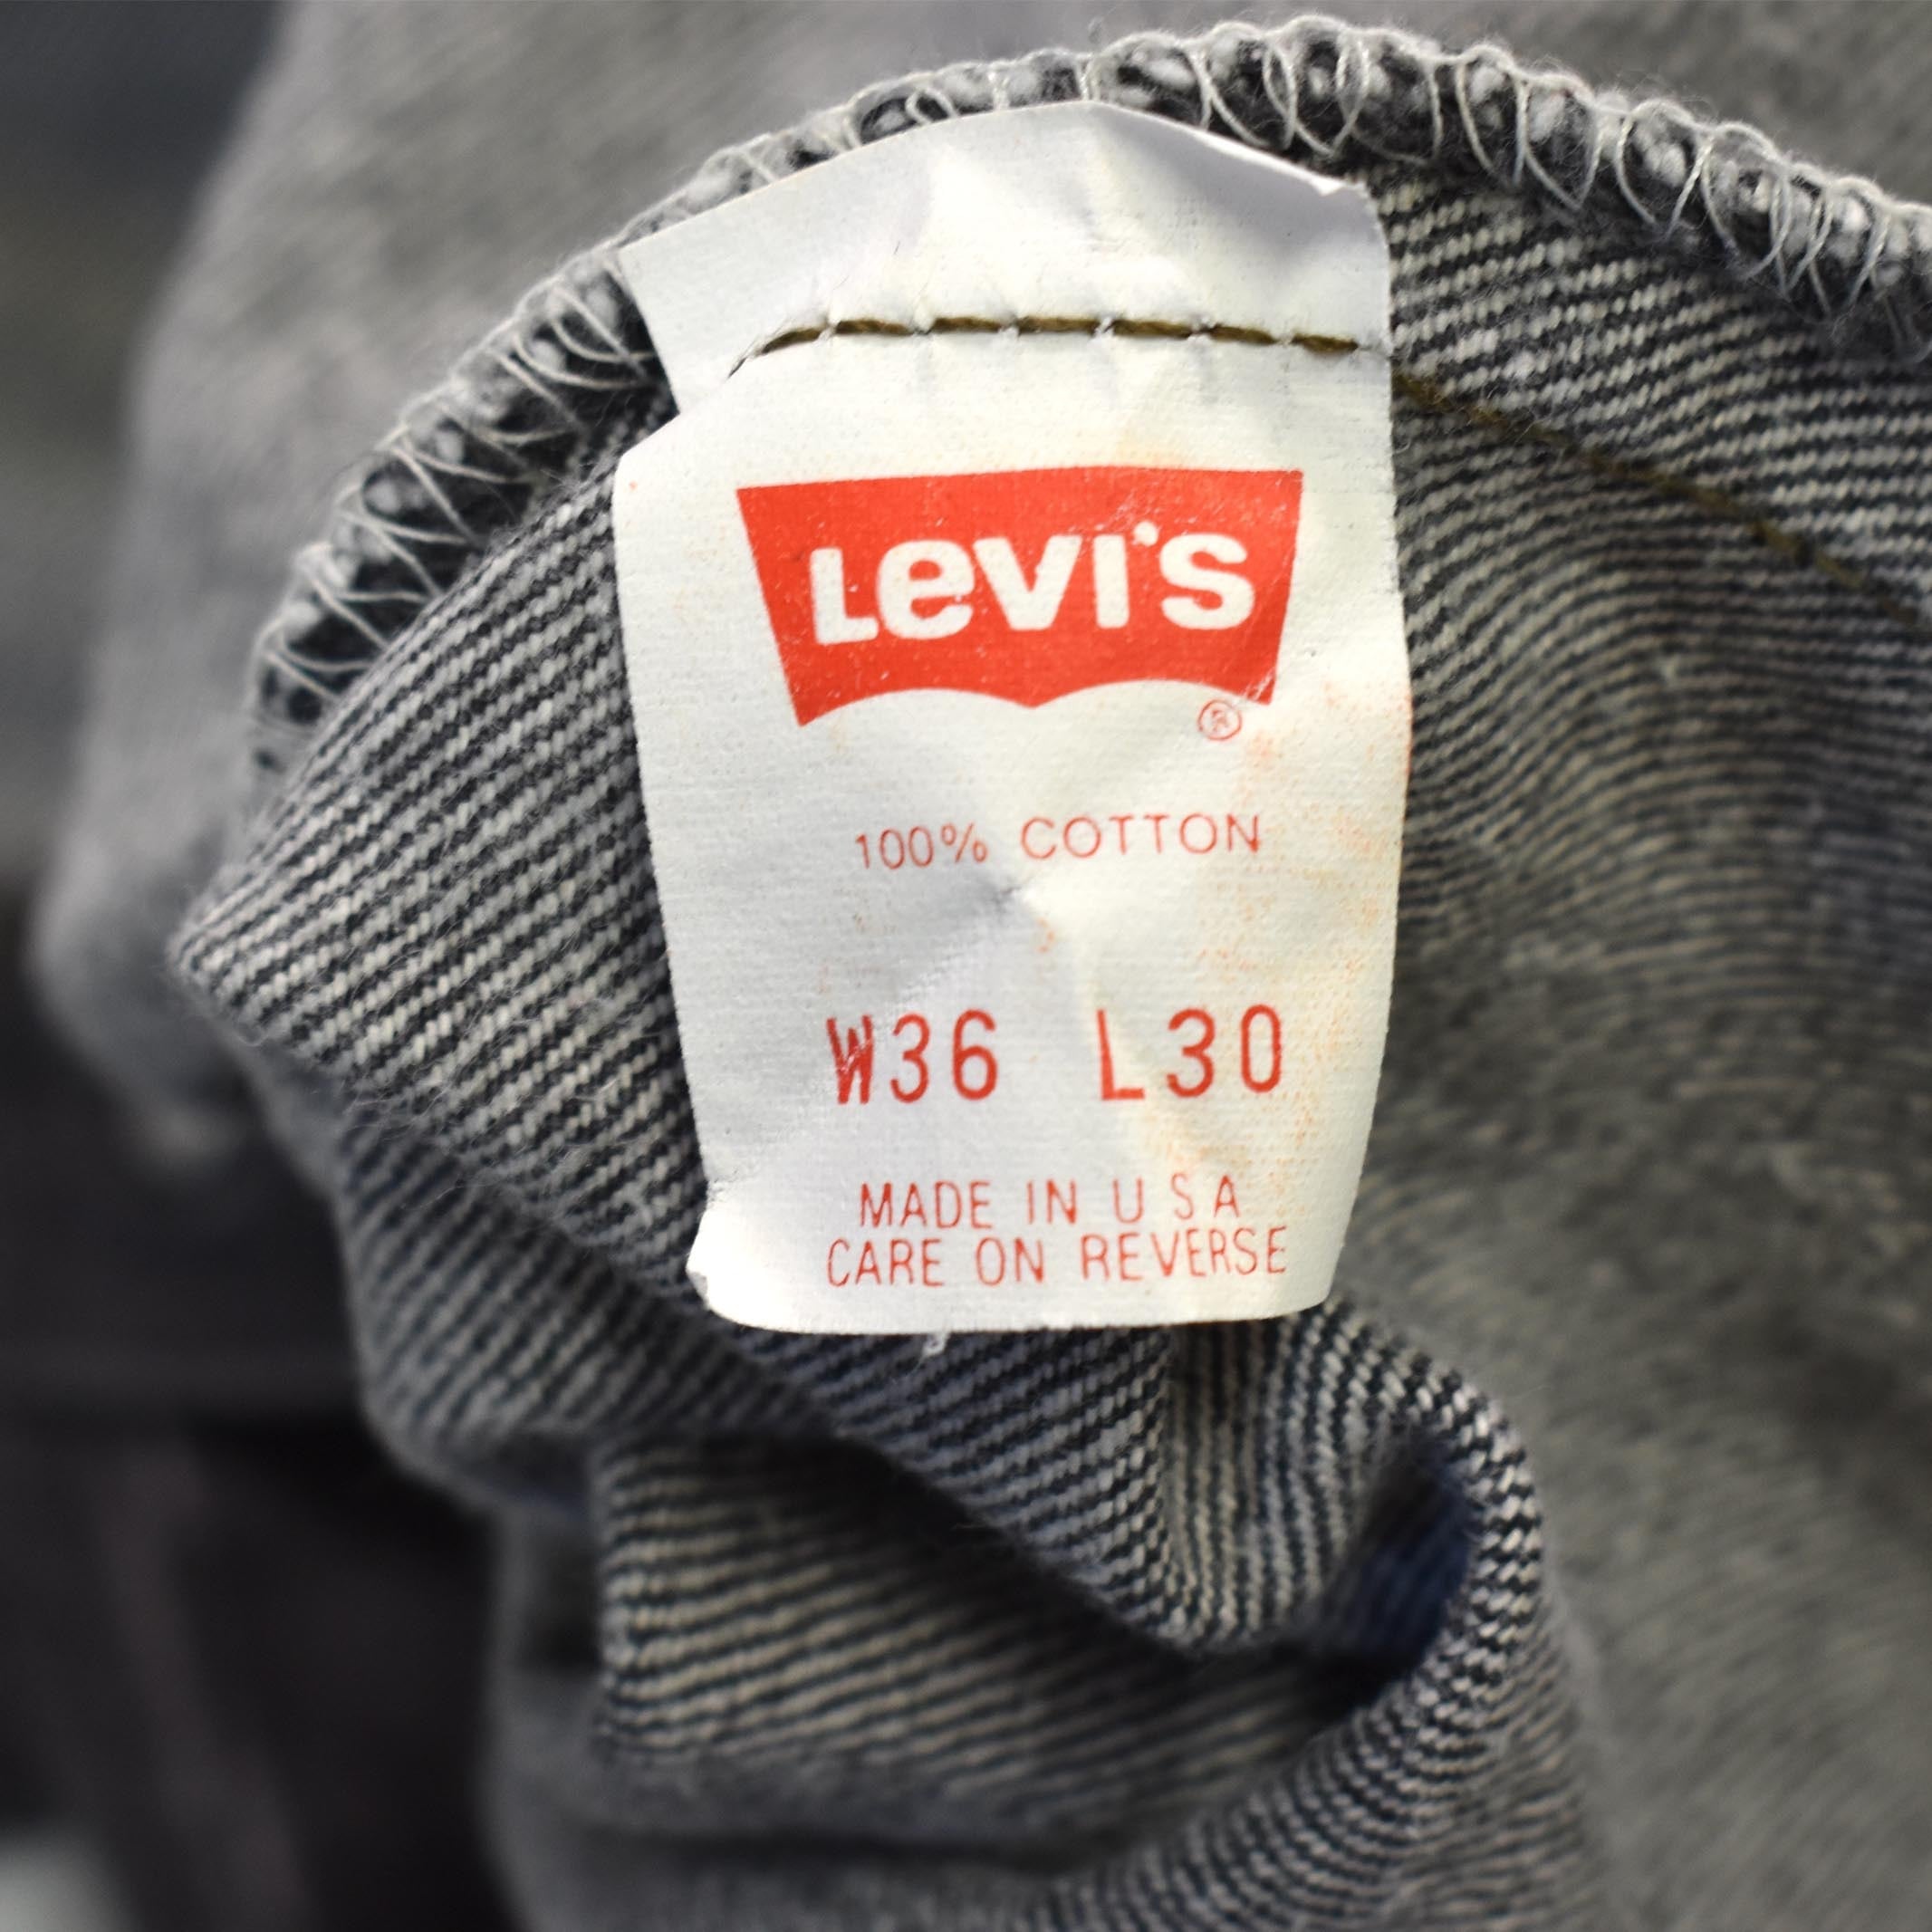 Levi's
®
100% COTTON
W36 L30
MADE IN U S A
CARE ON REVERSE